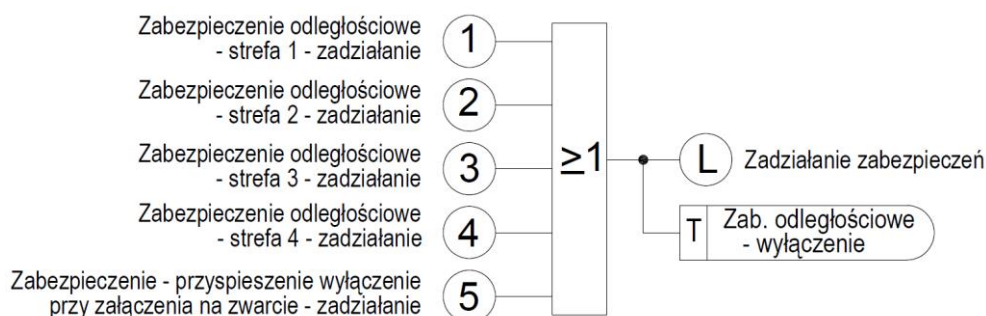 Zabezpieczenie odległościowe
- strefa 1 - zadziałanie
1
Zabezpieczenie odległościowe
- strefa 2 - zadziałanie
2
Zabezpieczenie odległościowe
- strefa 3 - zadziałanie
3
Zabezpieczenie odległościowe
- strefa 4 - zadziałanie
4
Zabezpieczenie - przyspieszenie wyłączenie
przy załączenia na zwarcie - zadziałanie
5
≥1
L
Zadziałanie zabezpieczeń
T
Zab. odległościowe
- wyłączenie